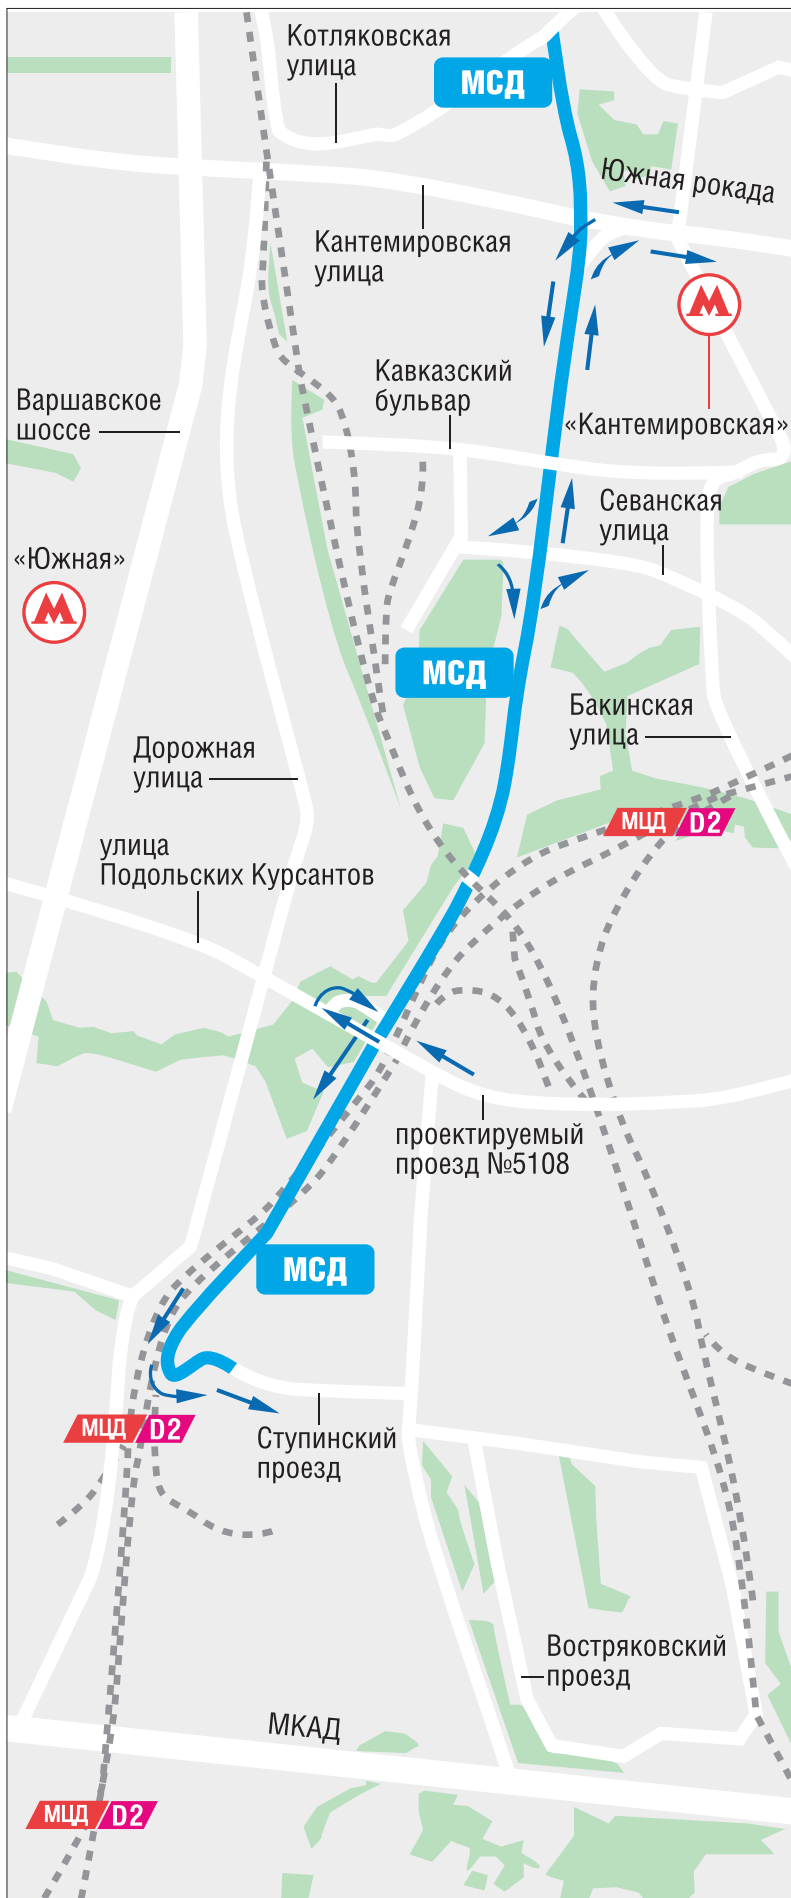 Котляковская
улица
МСД
Южная рокада
Кантемировская
улица
М
Кавказский
бульвар
Варшавское
шоссе
«Кантемировская»
Севанская
улица
«Южная»
М
МСД
Бакинская
улица
Дорожная
улица
МЦД D2
улица
Подольских Курсантов
проектируемый
проезд №5108
МСД
МЦД D2
Ступинский
проезд
Востряковский
проезд
МКАД
МЦД D2